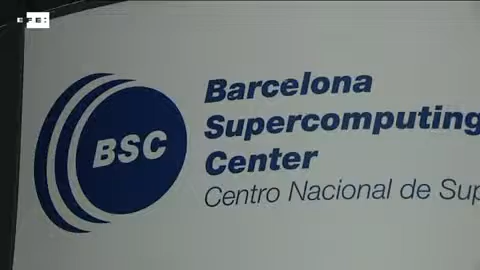 EFE:
BSC
Barcelona
Supercomputing
Center
Centro Nacional de Sup